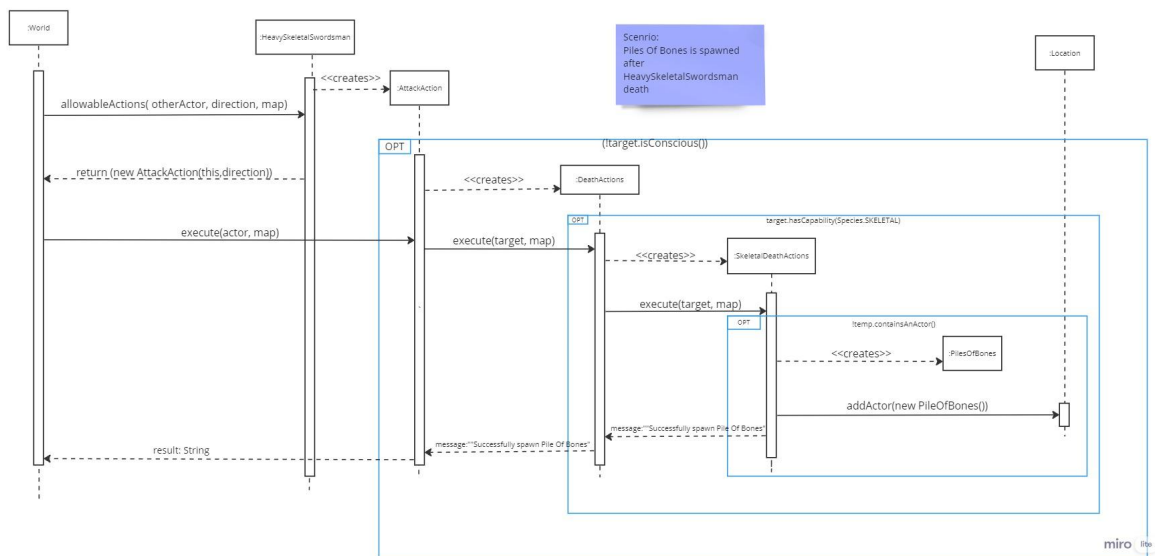 :World
:HeavySkeletalSwordsman
Scenrio:
Piles Of Bones is spawned
after
HeavySkeletalSwordsman
death
:Location
<<creates>>
:AttackAction
allowableActions( otherActor, direction, map)
OPT
(!target.isConscious())
return (new AttackAction(this,direction))
<<creates>>
:DeathActions
OPT
target.hasCapability(Species.SKELETAL)
execute(actor, map)
execute(target, map)
<<creates>>
:SkeletalDeathActions
execute(target, map)
OPT
!temp.containsAnActor()
<<creates>>
:PilesOfBones
addActor(new PileOfBones())
message:""Successfully spawn Pile Of Bones"
message:""Successfully spawn Pile Of Bones"
result: String
miro lite